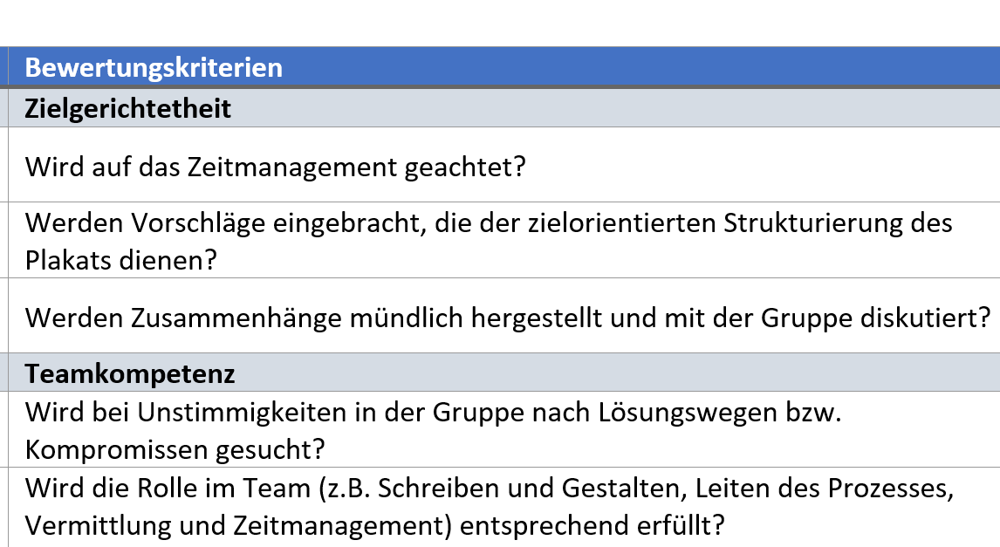 Bewertungskriterien
Zielgerichtetheit
Wird auf das Zeitmanagement geachtet?
Werden Vorschläge eingebracht, die der zielorientierten Strukturierung des
Plakats dienen?
Werden Zusammenhänge mündlich hergestellt und mit der Gruppe diskutiert?
Teamkompetenz
Wird bei Unstimmigkeiten in der Gruppe nach Lösungswegen bzw.
Kompromissen gesucht?
Wird die Rolle im Team (z.B. Schreiben und Gestalten, Leiten des Prozesses,
Vermittlung und Zeitmanagement) entsprechend erfüllt?